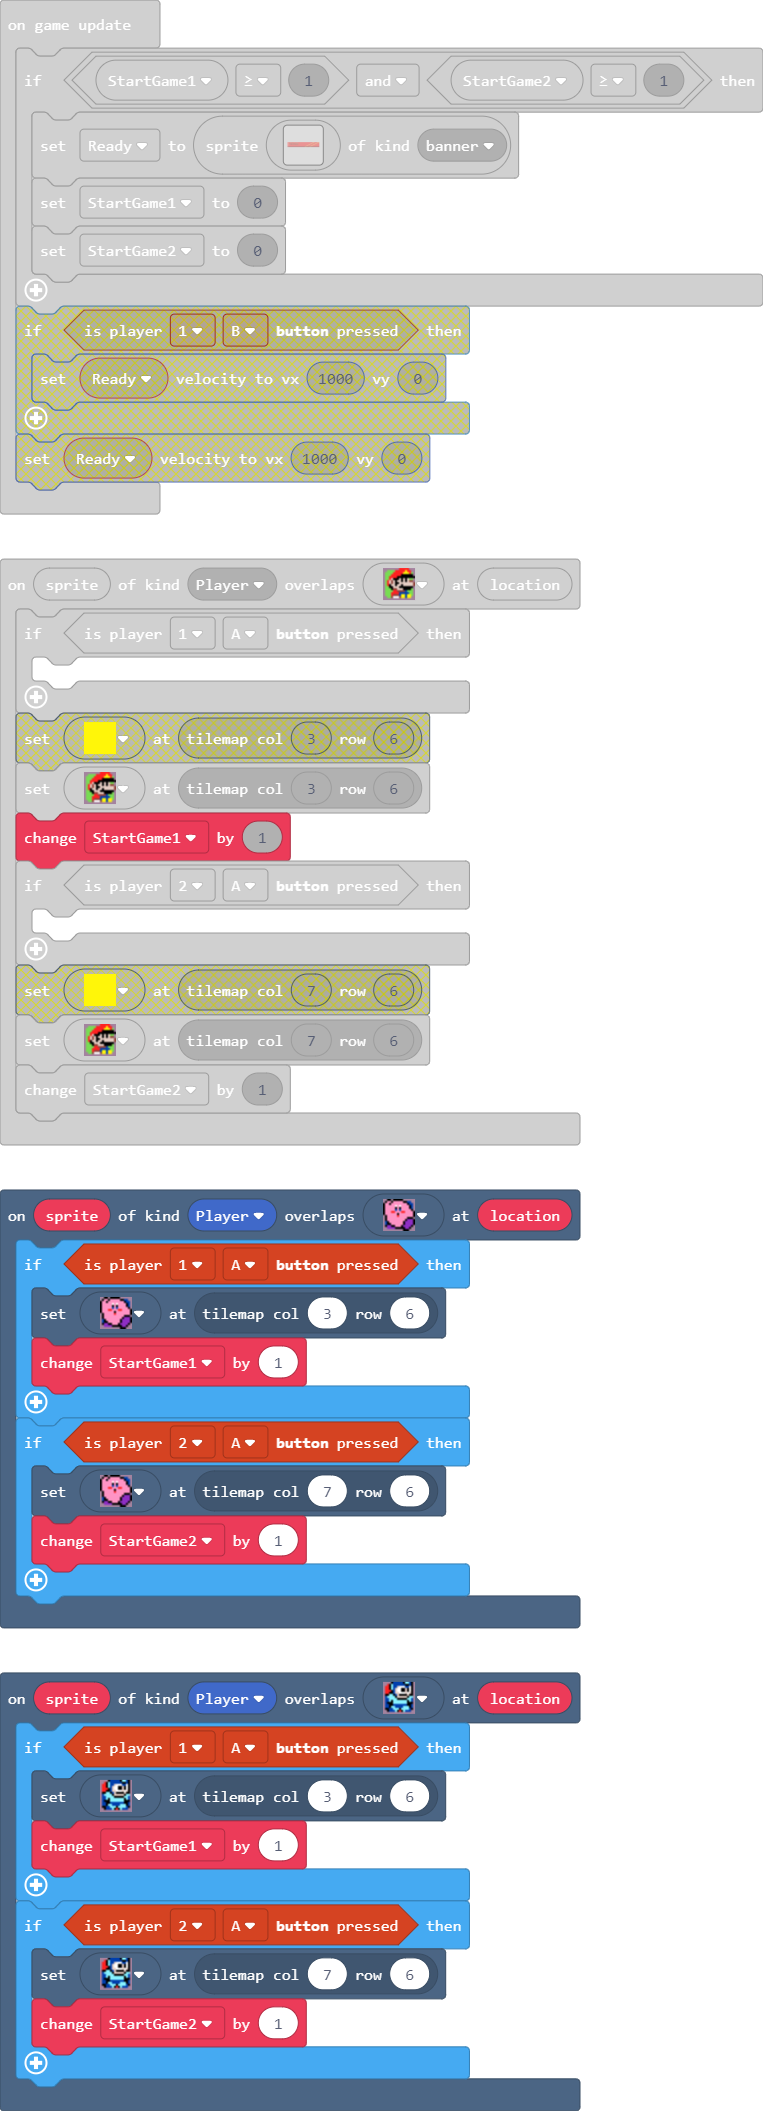 on game update
if StartGame1 ≥ 1 and StartGame2 ≥ 1 then
set Ready to sprite of kind banner
set StartGame1 to 0
set StartGame2 to 0
if is player 1 B button pressed then
set Ready velocity to vx 1000 vy 0
set Ready velocity to vx 1000 vy 0
on sprite of kind Player overlaps at location
if is player 1 A button pressed then
set at tilemap col 3 row 6
set at tilemap col 3 row 6
change StartGame1 by 1
if is player 2 A button pressed then
set at tilemap col 7 row 6
set at tilemap col 7 row 6
change StartGame2 by 1
on sprite of kind Player overlaps at location
if is player 1 A button pressed then
set at tilemap col 3 row 6
change StartGame1 by 1
if is player 2 A button pressed then
set at tilemap col 7 row 6
change StartGame2 by 1
on sprite of kind Player overlaps at location
if is player 1 A button pressed then
set at tilemap col 3 row 6
change StartGame1 by 1
if is player 2 A button pressed then
set at tilemap col 7 row 6
change StartGame2 by 1